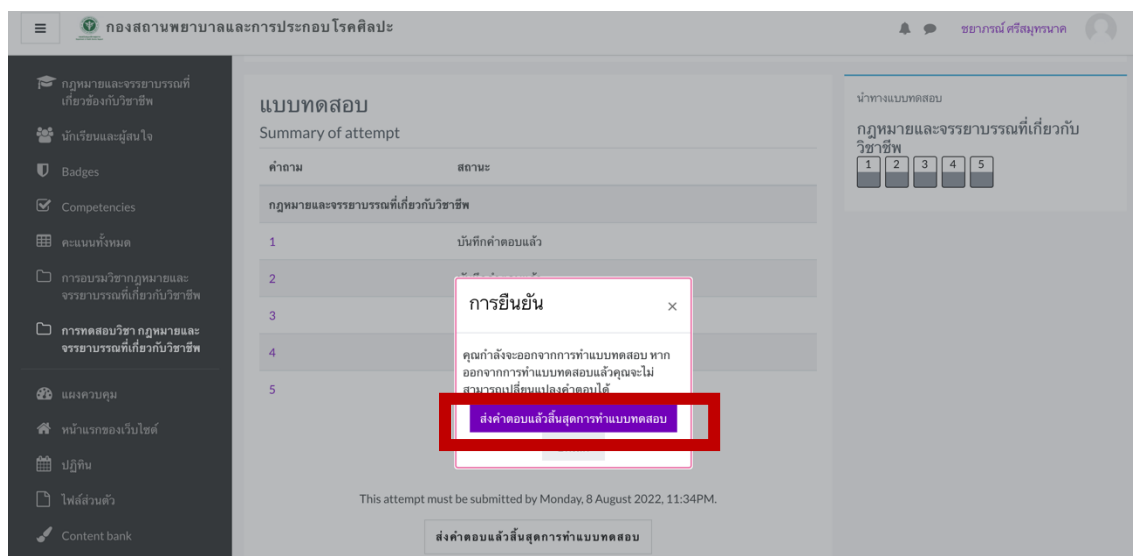 กองสถานพยาบาลและการประกอบโรคศิลปะ
ชยาภรณ์ ศรีสมุทรนาค
กฎหมายและจรรยาบรรณที่
เกี่ยวข้องกับวิชาชีพ
นักเรียนและผู้สนใจ
Badges
Competencies
คะแนนทั้งหมด
การอบรมวิชากฎหมายและ
จรรยาบรรณที่เกี่ยวกับวิชาชีพ
การทดสอบวิชา กฎหมายและ
จรรยาบรรณที่เกี่ยวกับวิชาชีพ
แผงควบคุม
หน้าแรกของเว็บไซต์
ปฏิทิน
ไฟล์ส่วนตัว
Content bank
แบบทดสอบ
Summary of attempt
คำถาม สถานะ
กฎหมายและจรรยาบรรณที่เกี่ยวกับวิชาชีพ
1 บันทึกคำตอบแล้ว
2
3
4
5
การยืนยัน ×
คุณกำลังจะออกจากการทำแบบทดสอบ หาก
ออกจากการทำแบบทดสอบแล้วคุณจะไม่
สามารถเปลี่ยนแปลงคำตอบได้
ส่งคำตอบแล้วสิ้นสุดการทำแบบทดสอบ
This attempt must be submitted by Monday, 8 August 2022, 11:34PM.
ส่งคำตอบแล้วสิ้นสุดการทำแบบทดสอบ
นำทางแบบทดสอบ
กฎหมายและจรรยาบรรณที่เกี่ยวกับ
วิชาชีพ
1 2 3 4 5